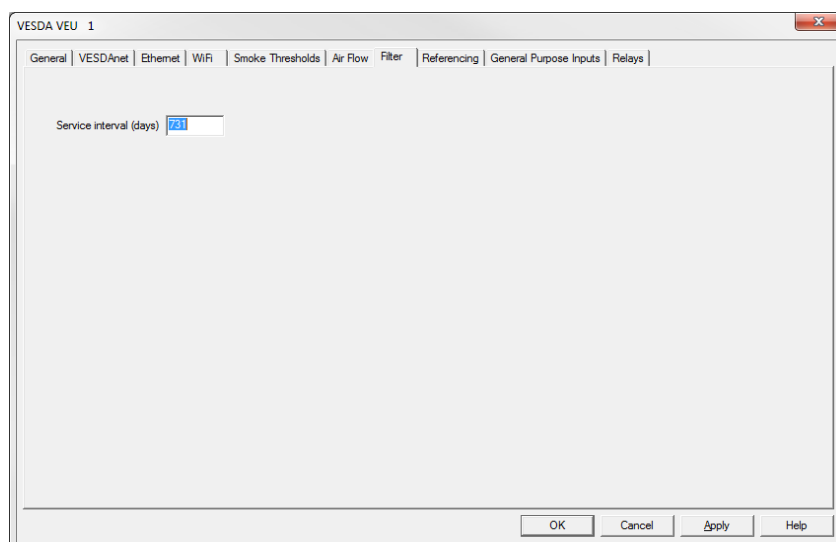 VESDA VEU 1
General VESDAnet Ethernet WiFi Smoke Thresholds Air Flow Filter Referencing General Purpose Inputs Relays
Service interval (days) 731
OK Cancel Apply Help